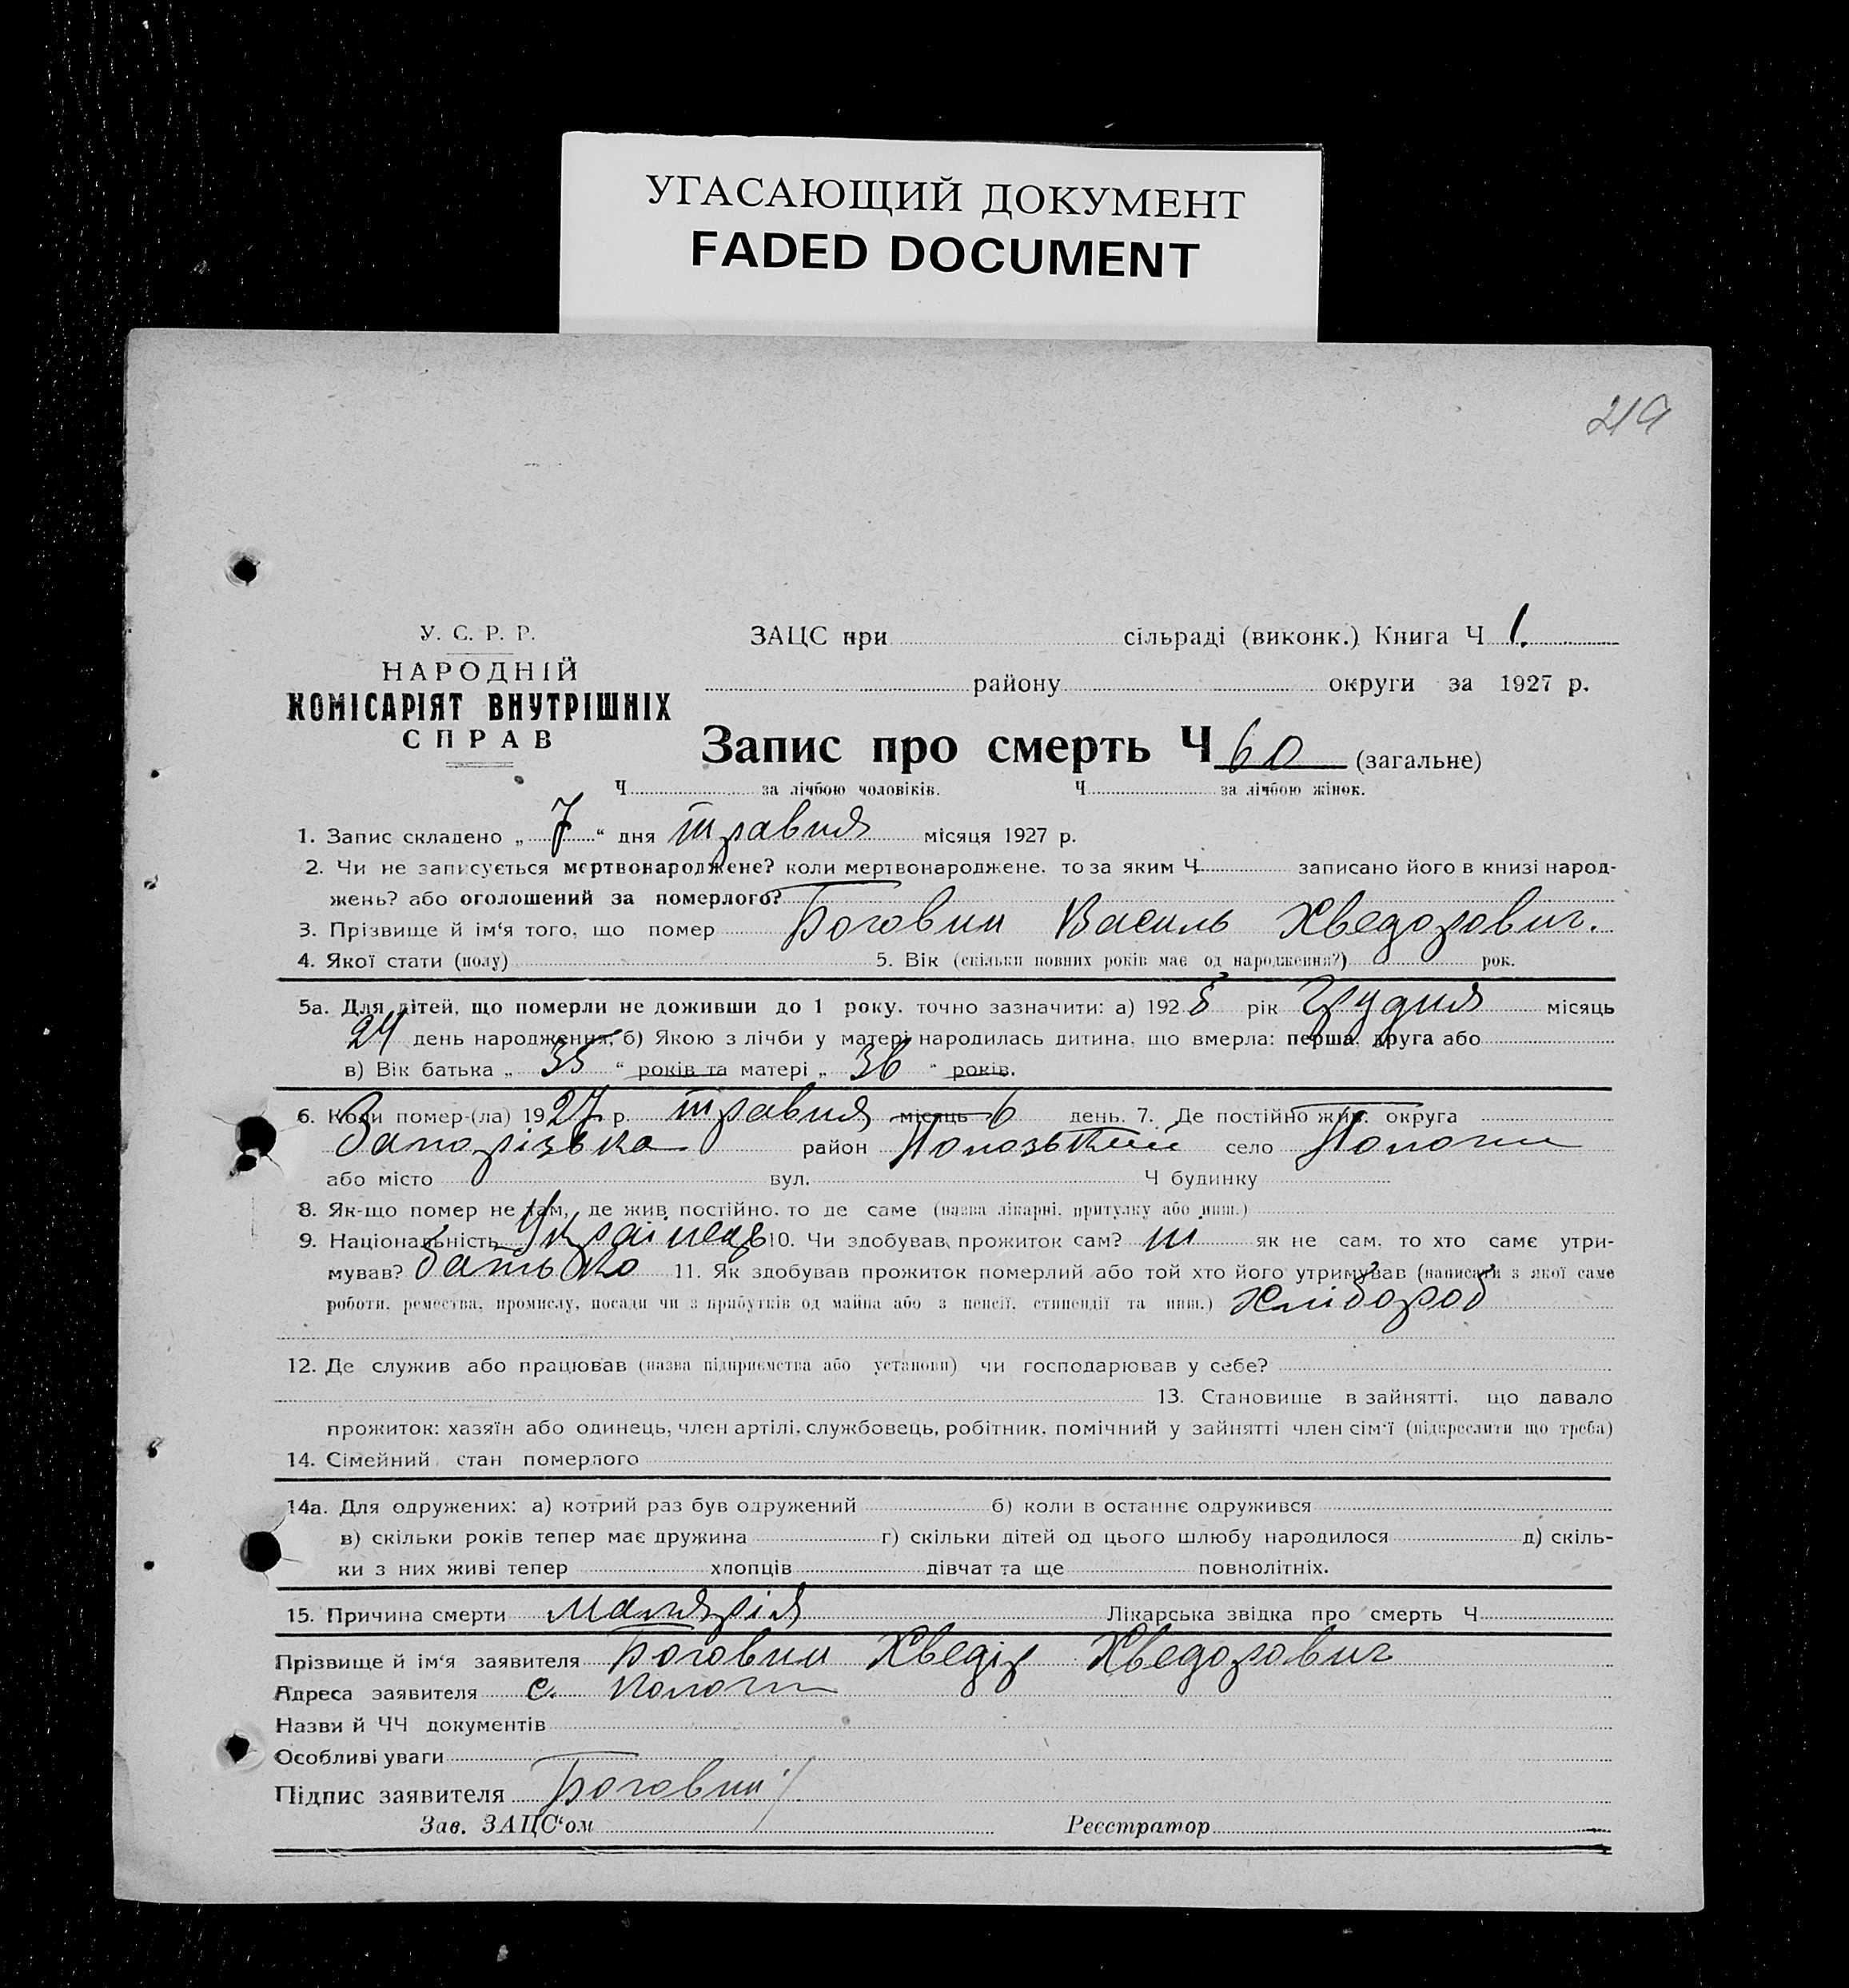 УГАСАЮЩИЙ ДОКУМЕНТ
FADED DOCUMENT
219
У. С. Р. Р.
НАРОДНІЙ
КОМІСАРІЯТ ВНУТРІШНІХ
СПРАВ
ЗАЦС при сільраді (виконк.) Книга Ч 1.
району округи за 1927 р.
Запис про смерть Ч 60 (загальне)
Ч за лічбою чоловіків. Ч за лічбою жінок.
1. Запис складено „ 7 “ дня травня місяця 1927 р.
2. Чи не записується мертвонароджене? коли мертвонароджене, то за яким Ч записано його в книзі народ-
жень? або оголошений за померлого?
3. Прізвище й ім‘я того, що помер Боговин Василь Хведорович.
4. Якої стати (полу) 5. Вік (скільки повних років має од народження?) рок.
5а. Для дітей, що померли не доживши до 1 року, точно зазначити: а) 192 рік Грудня місяць
24 день народження, б) Якою з лічби у матері народилась дитина, що вмерла: перша, друга або
в) Вік батька „ 35 “ років та матері „ 36 “ років.
6. Коли помер-(ла) 1927 р. травня місяць 6 день. 7. Де постійно жив: округа
Запорізька район Полозький село Пологи
або місто вул. Ч будинку
8. Як-що помер не там, де жив постійно, то де саме (назва лікарні, притулку або инш.)
9. Національність Українець 10. Чи здобував прожиток сам? ні як не сам, то хто саме утри-
мував? батько 11. Як здобував прожиток померлий або той хто його утримував (написати з якої саме
роботи, ремества, промислу, посади чи з прибутків од майна або з пенсії, стипендії та инш.) Хлібороб
12. Де служив або працював (назва підприємства або установи) чи господарював у себе?
13. Становище в зайнятті, що давало
прожиток: хазяїн або одинець, член артілі, службовець, робітник, помічний у зайнятті член сім‘ї (підкреслити що треба)
14. Сімейний стан померлого
14а. Для одружених: а) котрий раз був одружений б) коли в останнє одружився
в) скільки років тепер має дружина г) скільки дітей од цього шлюбу народилося д) скіль-
ки з них живі тепер хлопців дівчат та ще повнолітніх.
15. Причина смерти Малярія Лікарська звідка про смерть Ч
Прізвище й ім‘я заявителя Боговин Хведір Хведорович
Адреса заявителя с. Пологи
Назви й ЧЧ документів
Особливі уваги
Підпис заявителя Боговин
Зав. ЗАЦС‘ом Реєстратор